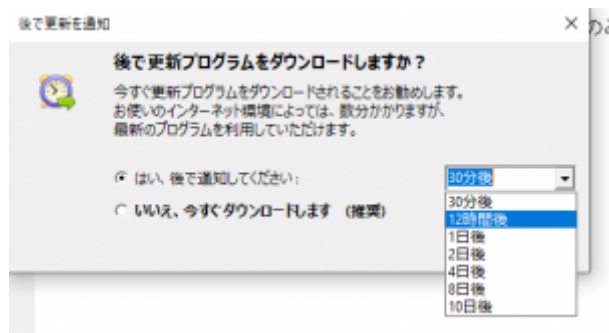 後で更新を通知
後で更新プログラムをダウンロードしますか？
今すぐ更新プログラムをダウンロードされることをお勧めします。
お使いのインターネット環境によっては、数分かかりますが、
最新のプログラムを利用していただけます。
はい、後で通知してください:
30分後
いいえ、今すぐダウンロードします (推奨)
30分後
12時間後
1日後
2日後
4日後
8日後
10日後